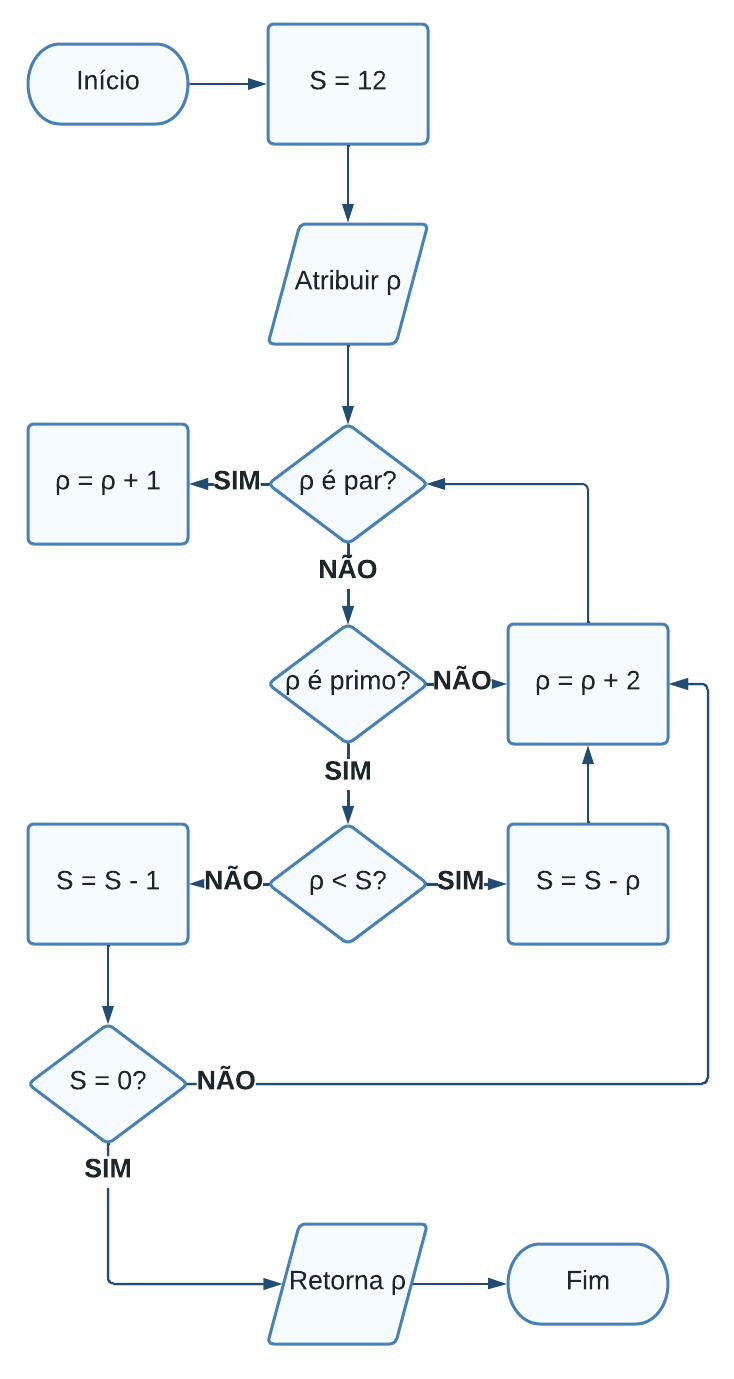 Início
S = 12
Atribuir ρ
ρ = ρ + 1
SIM
ρ é par?
NÃO
ρ é primo?
NÃO
ρ = ρ + 2
SIM
S = S - 1
NÃO
ρ < S?
SIM
S = S - ρ
S = 0?
NÃO
SIM
Retorna ρ
Fim